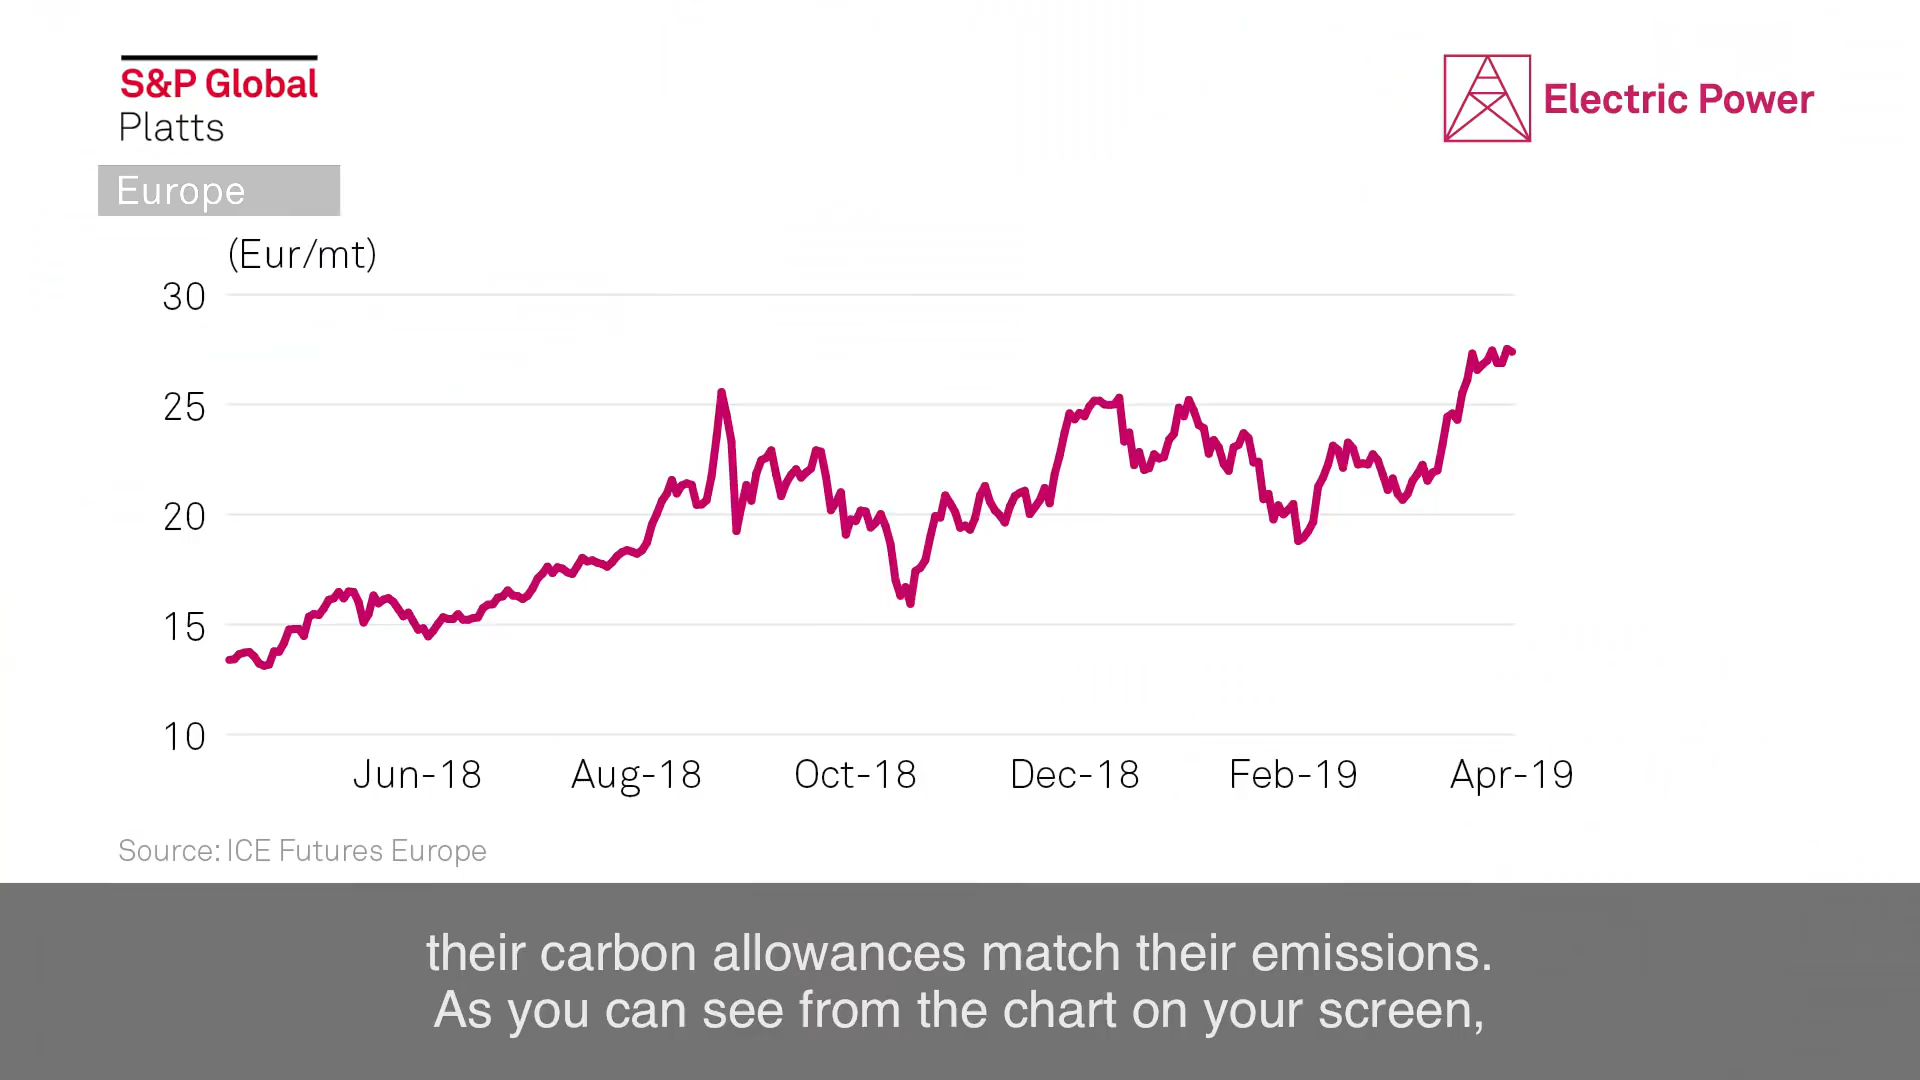 S&P Global
Platts
Electric Power
Europe
(Eur/mt)
30
25
20
15
10
Jun-18 Aug-18 Oct-18 Dec-18 Feb-19 Apr-19
Source: ICE Futures Europe
their carbon allowances match their emissions.
As you can see from the chart on your screen,